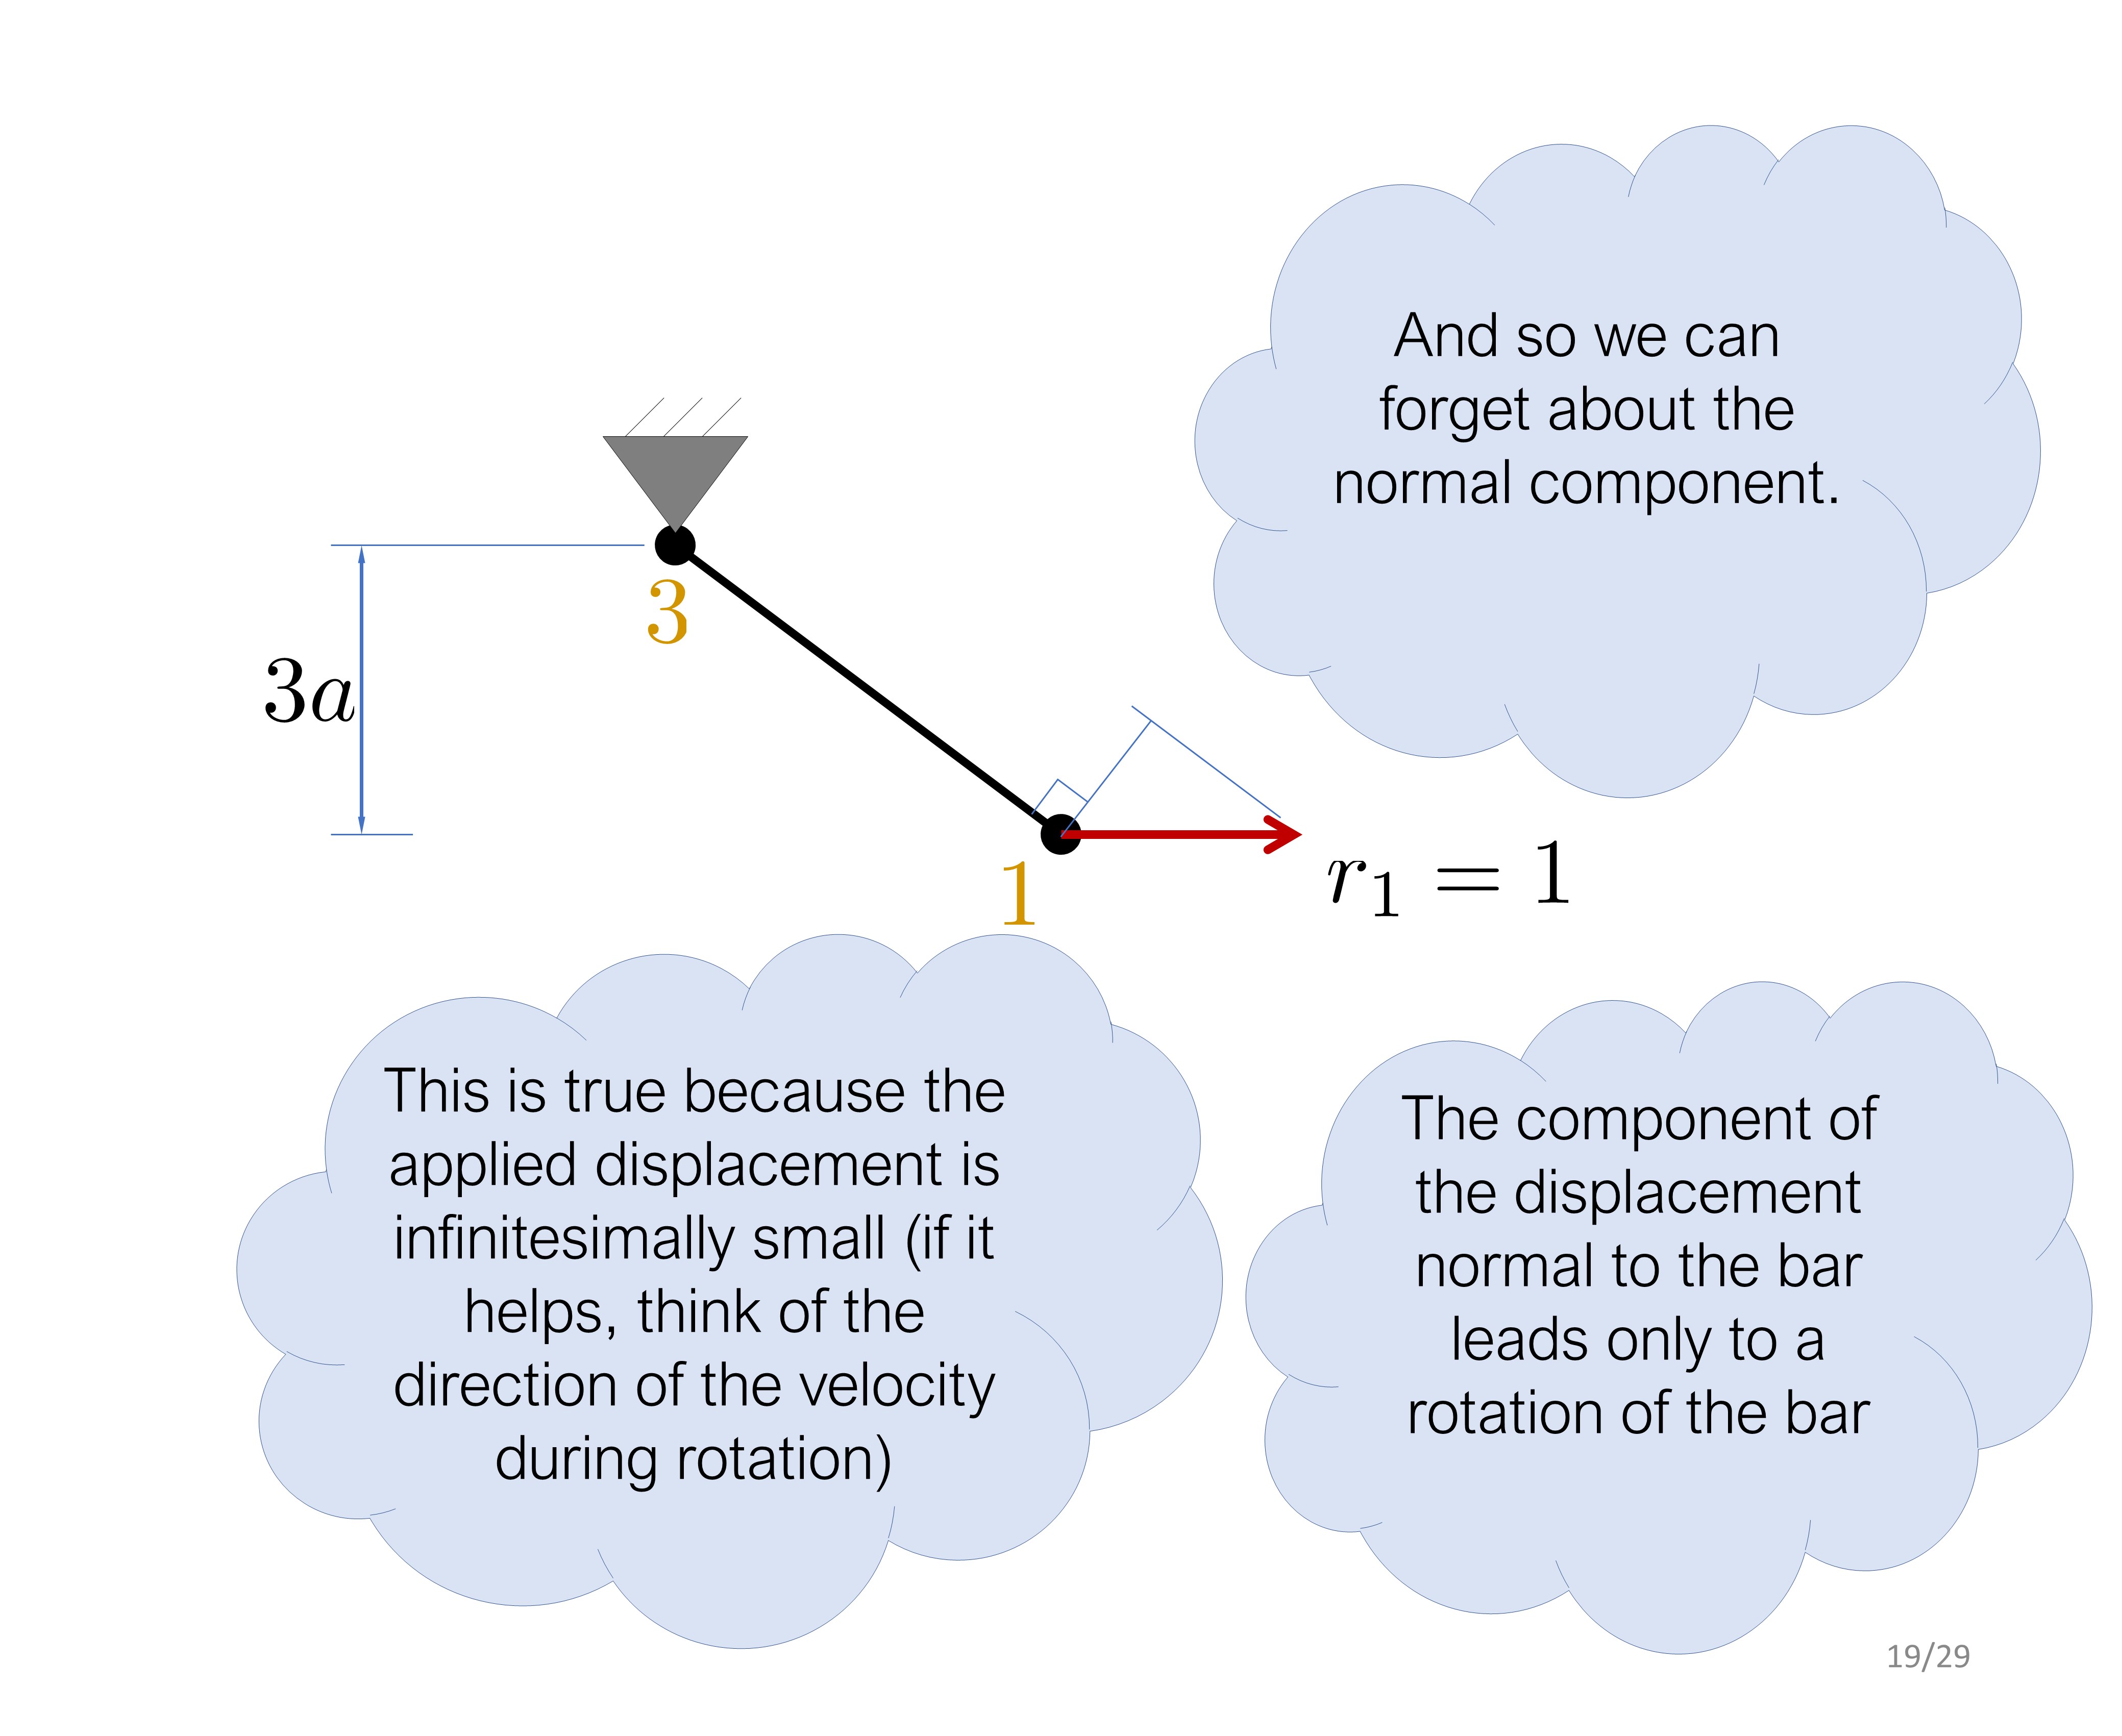 And so we can
forget about the
normal component.
3
3a
1
r₁ = 1
This is true because the
applied displacement is
infinitesimally small (if it
helps, think of the
direction of the velocity
during rotation)
The component of
the displacement
normal to the bar
leads only to a
rotation of the bar
19/29